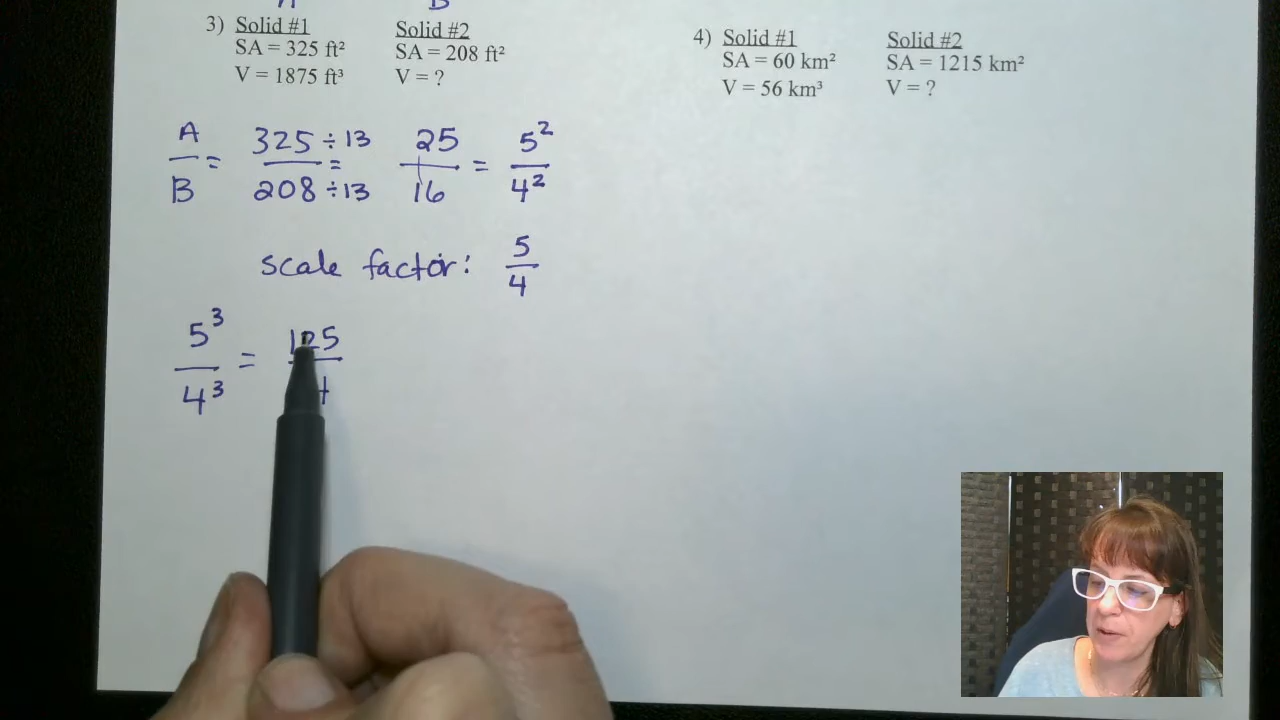 A B
3) Solid #1 Solid #2
SA = 325 ft² SA = 208 ft²
V = 1875 ft³ V = ?
4) Solid #1 Solid #2
SA = 60 km² SA = 1215 km²
V = 56 km³ V = ?
A/B = 325 ÷ 13 / 208 ÷ 13 = 25/16 = 5²/4²
scale factor: 5/4
5³/4³ = 125/